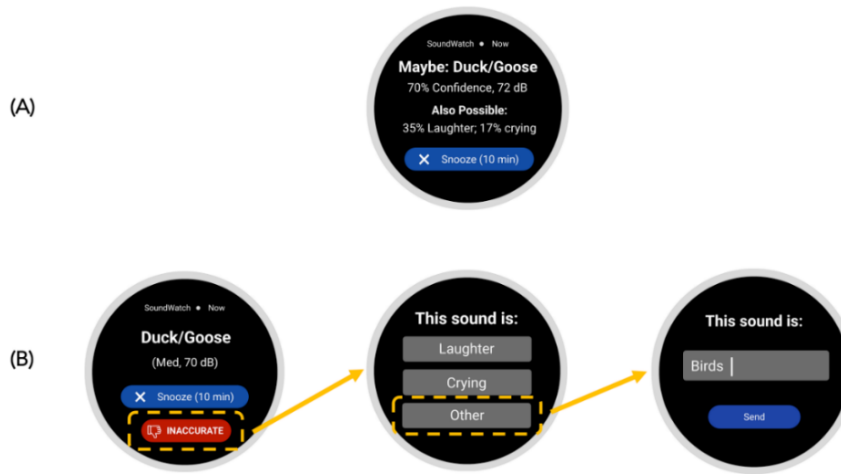 (A)
SoundWatch • Now
Maybe: Duck/Goose
70% Confidence, 72 dB
Also Possible:
35% Laughter; 17% crying
X Snooze (10 min)
(B)
SoundWatch • Now
Duck/Goose
(Med, 70 dB)
X Snooze (10 min)
INACCURATE
This sound is:
Laughter
Crying
Other
This sound is:
Birds
Send